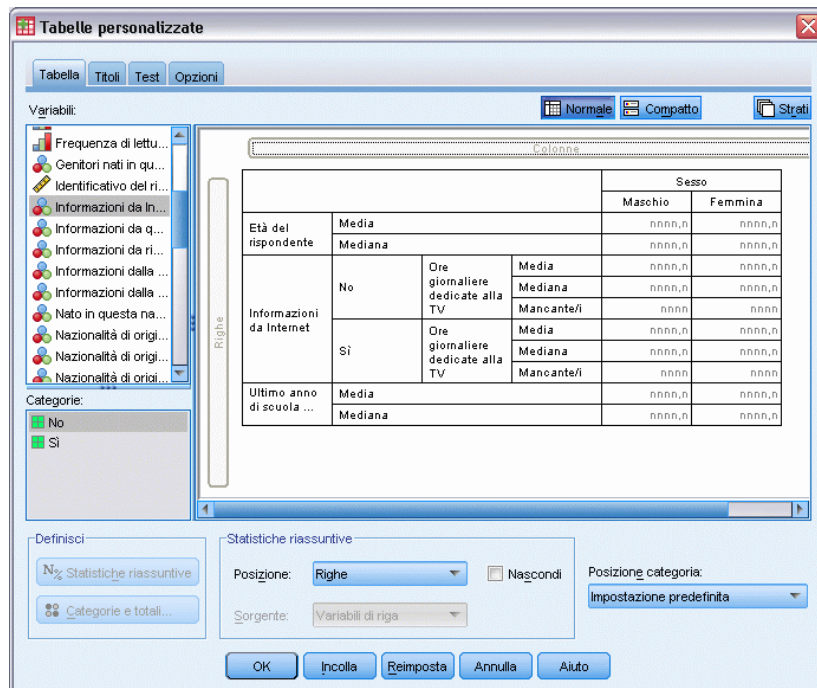 Tabelle personalizzate
Tabella Titoli Test Opzioni
Variabili:
Normale Compatto Strati
Frequenza di lettu...
Genitori nati in qu...
Identificativo del ri...
Informazioni da In...
Informazioni da q...
Informazioni da ri...
Informazioni dalla ...
Informazioni dalla ...
Nato in questa na...
Nazionalità di origi...
Nazionalità di origi...
Nazionalità di origi...
Categorie:
No
Sì
Colonne
Righe
Sesso
Maschio Femmina
Età del rispondente Media nnnn,n nnnn,n
Mediana nnnn,n nnnn,n
Informazioni da Internet No Ore giornaliere dedicate alla TV Media nnnn,n nnnn,n
Mediana nnnn,n nnnn,n
Mancante/i nnnn nnnn
Sì Ore giornaliere dedicate alla TV Media nnnn,n nnnn,n
Mediana nnnn,n nnnn,n
Mancante/i nnnn nnnn
Ultimo anno di scuola ... Media nnnn,n nnnn,n
Mediana nnnn,n nnnn,n
Definisci
N% Statistiche riassuntive
Categorie e totali...
Statistiche riassuntive
Posizione: Righe Nascondi
Sorgente: Variabili di riga
Posizione categoria:
Impostazione predefinita
OK Incolla Reimposta Annulla Aiuto